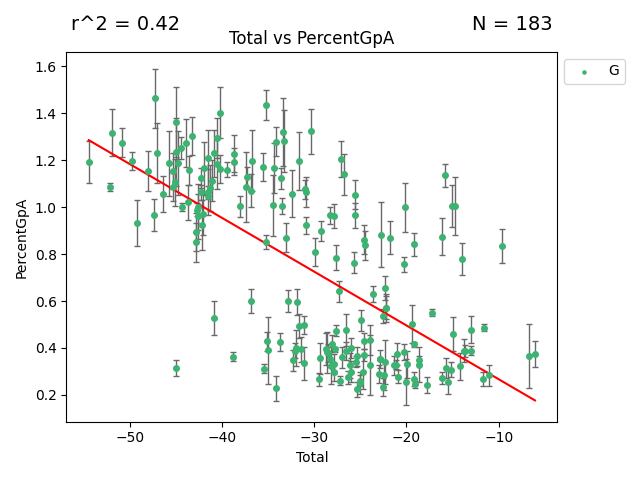 r^2 = 0.42
N = 183
Total vs PercentGpA
G
PercentGpA
1.6
1.4
1.2
1.0
0.8
0.6
0.4
0.2
−50
−40
−30
−20
−10
Total